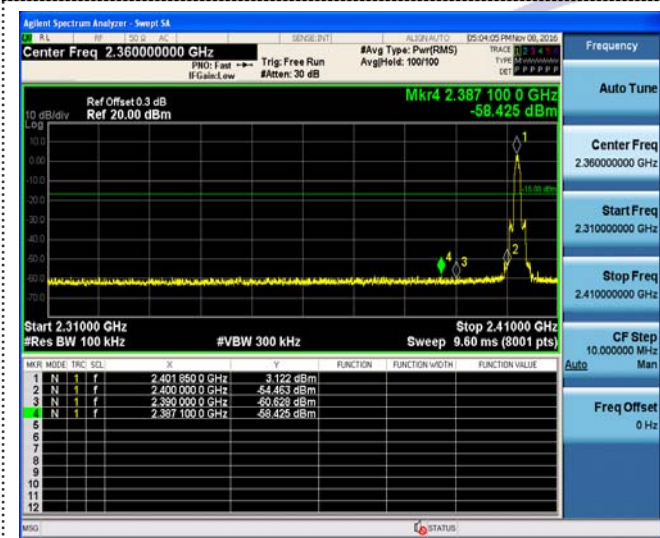 Agilent Spectrum Analyzer - Swept SA
RL RF 50 Ω AC SENSE:INT ALIGN AUTO 05:04:05 PM Nov 08, 2016
Center Freq 2.360000000 GHz
PNO: Fast
IFGain:Low
Trig: Free Run
#Atten: 30 dB
#Avg Type: Pwr(RMS)
Avg|Hold: 100/100
TRACE 1 2 3 4 5 6
TYPE
DET P P P P P P
Ref Offset 0.3 dB
10 dB/div Ref 20.00 dBm
Log
Mkr4 2.387 100 0 GHz
-58.425 dBm
10.0
0.00
-10.0
-20.0
-30.0
-40.0
-50.0
-60.0
-70.0
1
2
3
4
Start 2.31000 GHz Stop 2.41000 GHz
#Res BW 100 kHz #VBW 300 kHz Sweep 9.60 ms (8001 pts)
MKR MODE TRC SCL X Y FUNCTION FUNCTION WIDTH FUNCTION VALUE
1 N 1 f 2.401 850 0 GHz 3.122 dBm
2 N 1 f 2.400 000 0 GHz -54.463 dBm
3 N 1 f 2.390 000 0 GHz -60.628 dBm
4 N 1 f 2.387 100 0 GHz -58.425 dBm
5
6
7
8
9
10
11
12
MSG STATUS
Frequency
Auto Tune
Center Freq
2.360000000 GHz
Start Freq
2.310000000 GHz
Stop Freq
2.410000000 GHz
CF Step
10.000000 MHz
Auto Man
Freq Offset
0 Hz